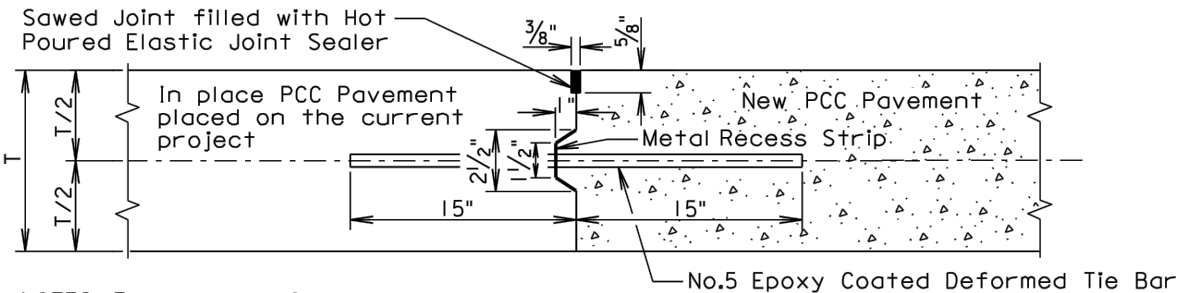 Sawed Joint filled with Hot
Poured Elastic Joint Sealer
3/8"
5/8"
In place PCC Pavement
placed on the current
project
1"
New PCC Pavement
Metal Recess Strip
T/2
T
T/2
2 1/2"
1 1/2"
15"
15"
No.5 Epoxy Coated Deformed Tie Bar